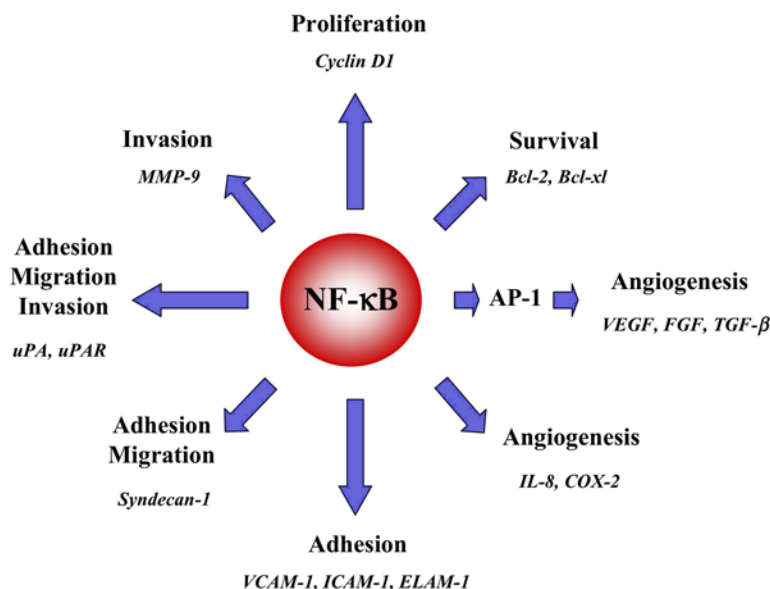 Proliferation
Cyclin D1
Invasion
MMP-9
Survival
Bcl-2, Bcl-xl
Adhesion
Migration
Invasion
uPA, uPAR
NF-κB
AP-1
Angiogenesis
VEGF, FGF, TGF-β
Adhesion
Migration
Syndecan-1
Angiogenesis
IL-8, COX-2
Adhesion
VCAM-1, ICAM-1, ELAM-1